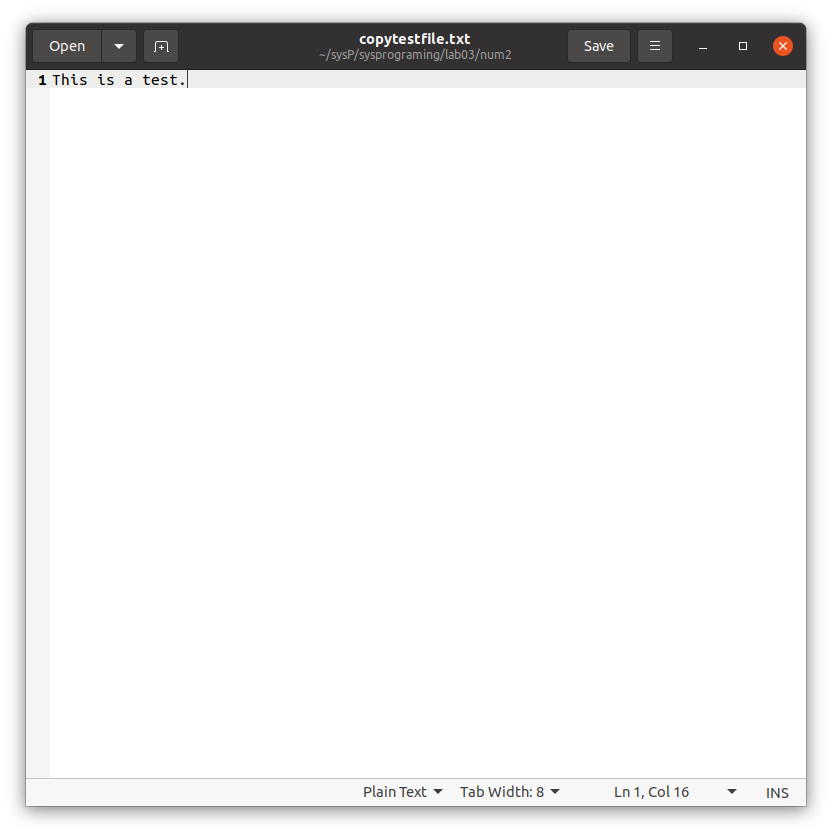 Open
copytestfile.txt
~/sysP/sysprograming/lab03/num2
Save
1 This is a test.
Plain Text Tab Width: 8 Ln 1, Col 16 INS